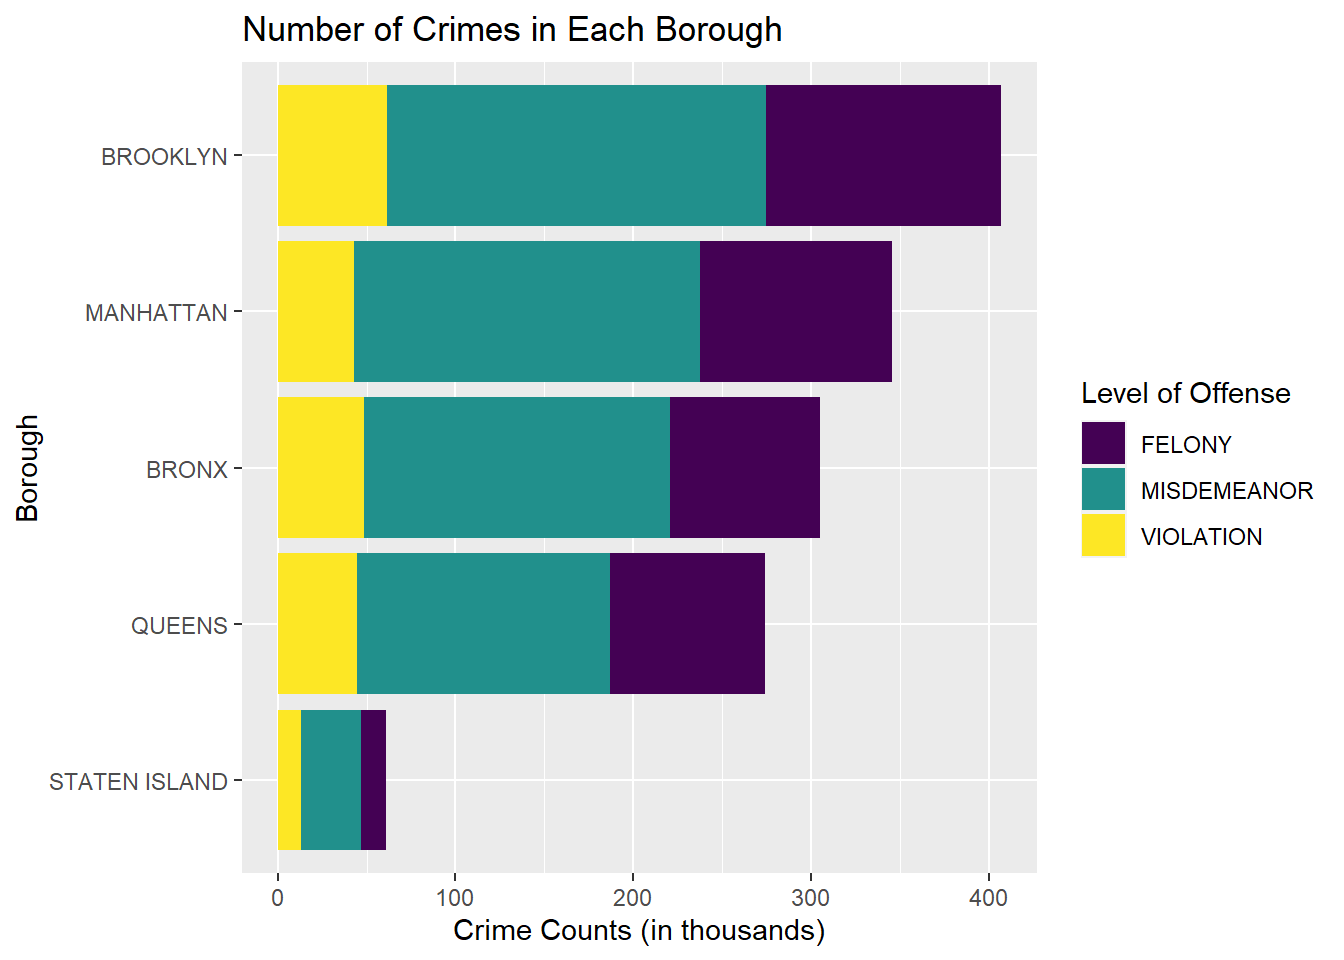 Number of Crimes in Each Borough
BROOKLYN
MANHATTAN
BRONX
QUEENS
STATEN ISLAND
Borough
0 100 200 300 400
Crime Counts (in thousands)
Level of Offense
FELONY
MISDEMEANOR
VIOLATION